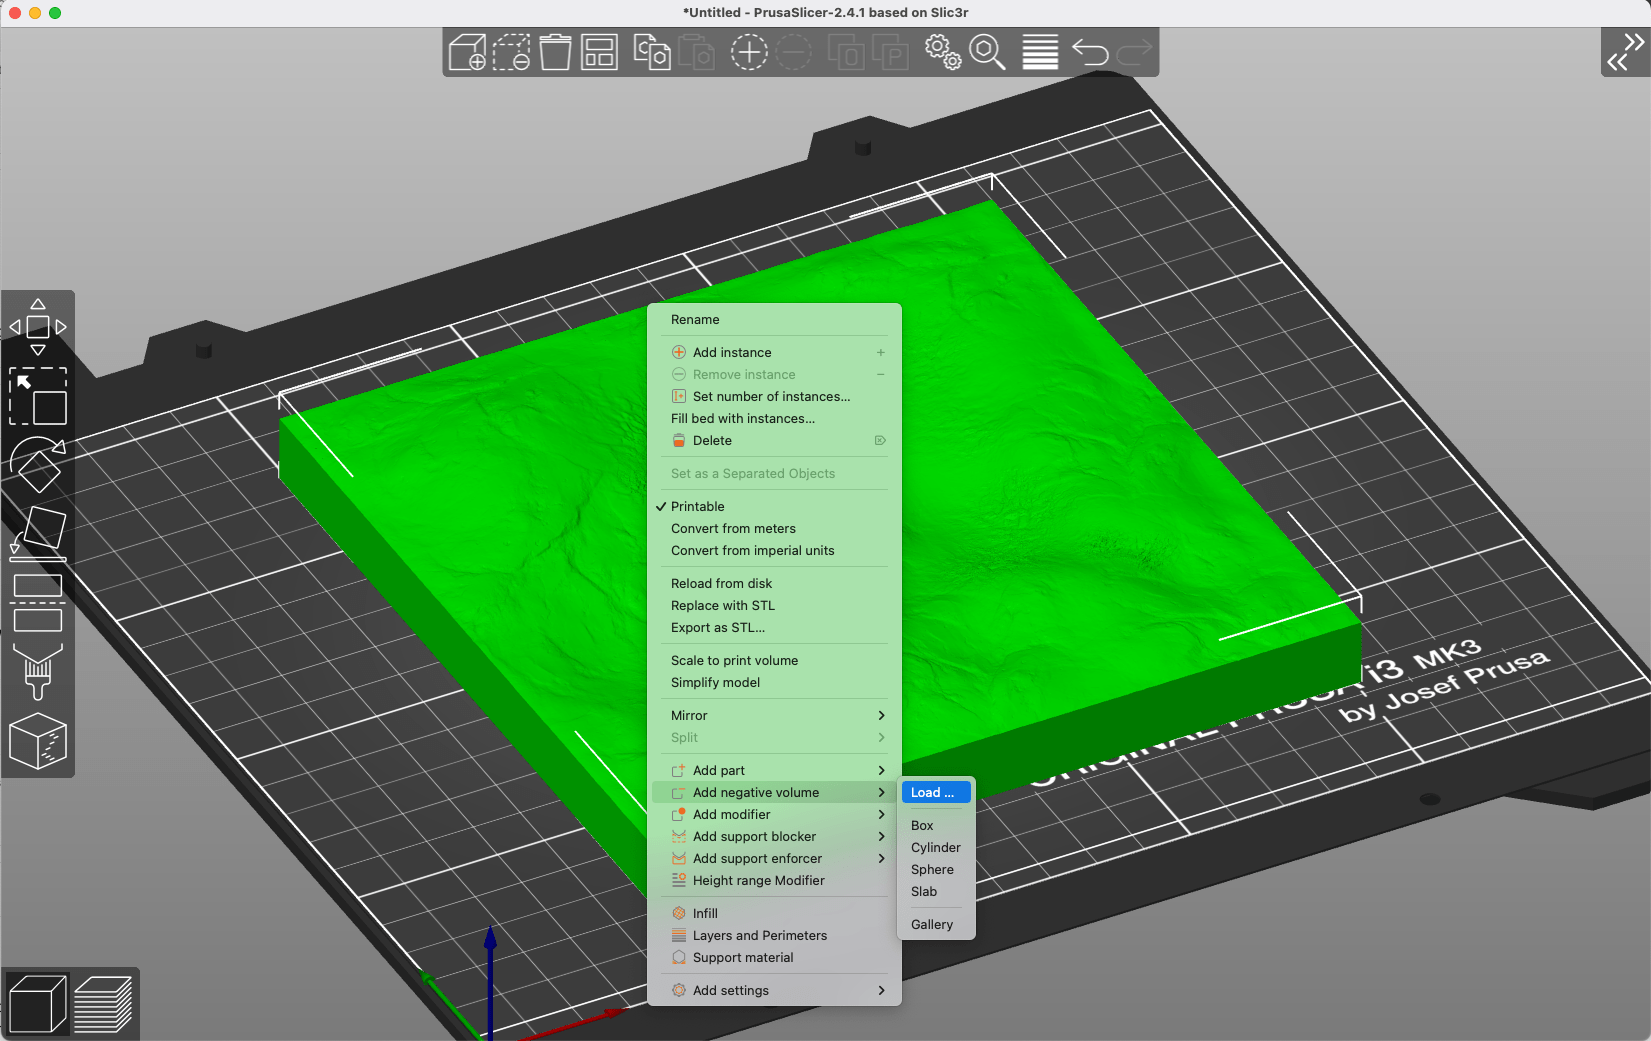 *Untitled - PrusaSlicer-2.4.1 based on Slic3r
Rename
Add instance +
Remove instance −
Set number of instances...
Fill bed with instances...
Delete
Set as a Separated Objects
✓ Printable
Convert from meters
Convert from imperial units
Reload from disk
Replace with STL
Export as STL...
Scale to print volume
Simplify model
Mirror
Split
Add part
Add negative volume
Add modifier
Add support blocker
Add support enforcer
Height range Modifier
Infill
Layers and Perimeters
Support material
Add settings
Load ...
Box
Cylinder
Sphere
Slab
Gallery
i3 MK3
by Josef Prusa